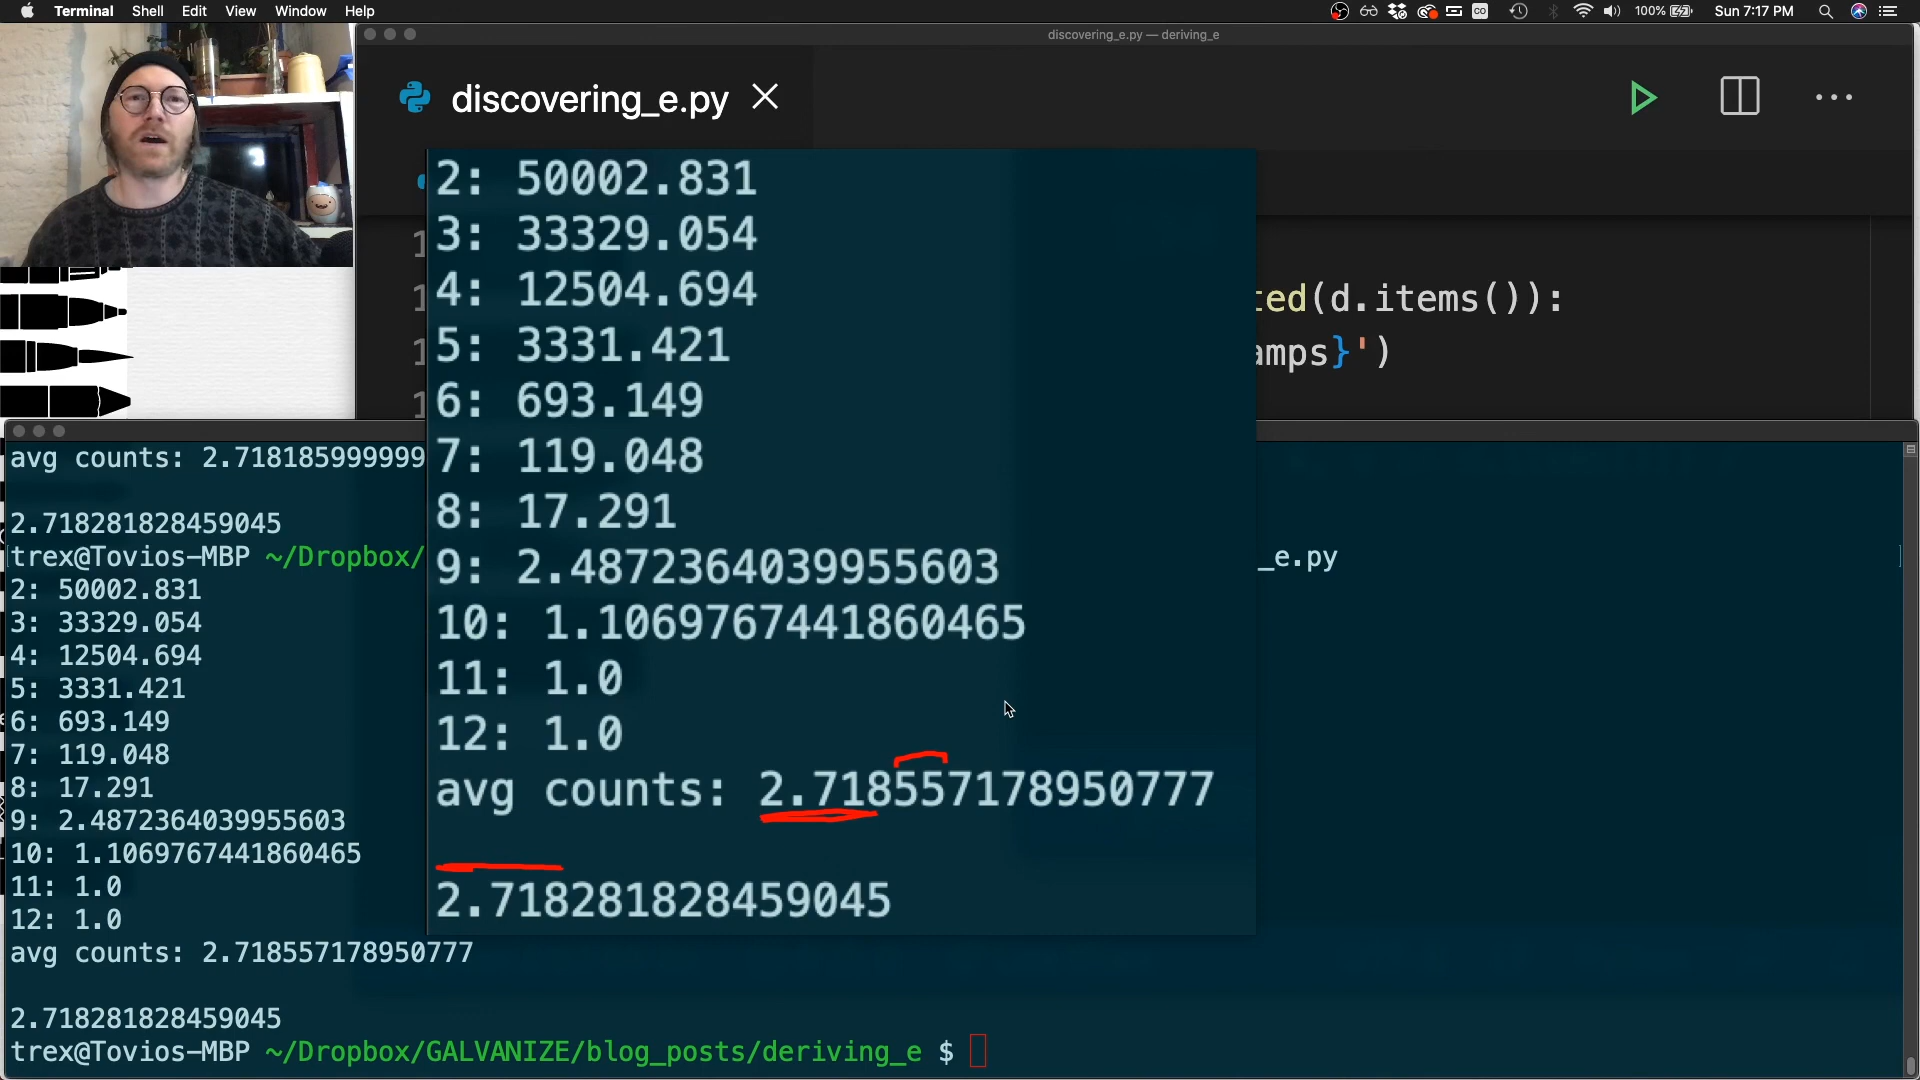 Terminal Shell Edit View Window Help
100% Sun 7:17 PM
discovering_e.py — deriving_e
discovering_e.py
2: 50002.831
3: 33329.054
4: 12504.694
5: 3331.421
6: 693.149
7: 119.048
8: 17.291
9: 2.4872364039955603
10: 1.1069767441860465
11: 1.0
12: 1.0
avg counts: 2.718557178950777
2.718281828459045
ted(d.items()):
amps}')
avg counts: 2.718185999999
2.718281828459045
trex@Tovios-MBP ~/Dropbox/ _e.py
2: 50002.831
3: 33329.054
4: 12504.694
5: 3331.421
6: 693.149
7: 119.048
8: 17.291
9: 2.4872364039955603
10: 1.1069767441860465
11: 1.0
12: 1.0
avg counts: 2.718557178950777
2.718281828459045
trex@Tovios-MBP ~/Dropbox/GALVANIZE/blog_posts/deriving_e $